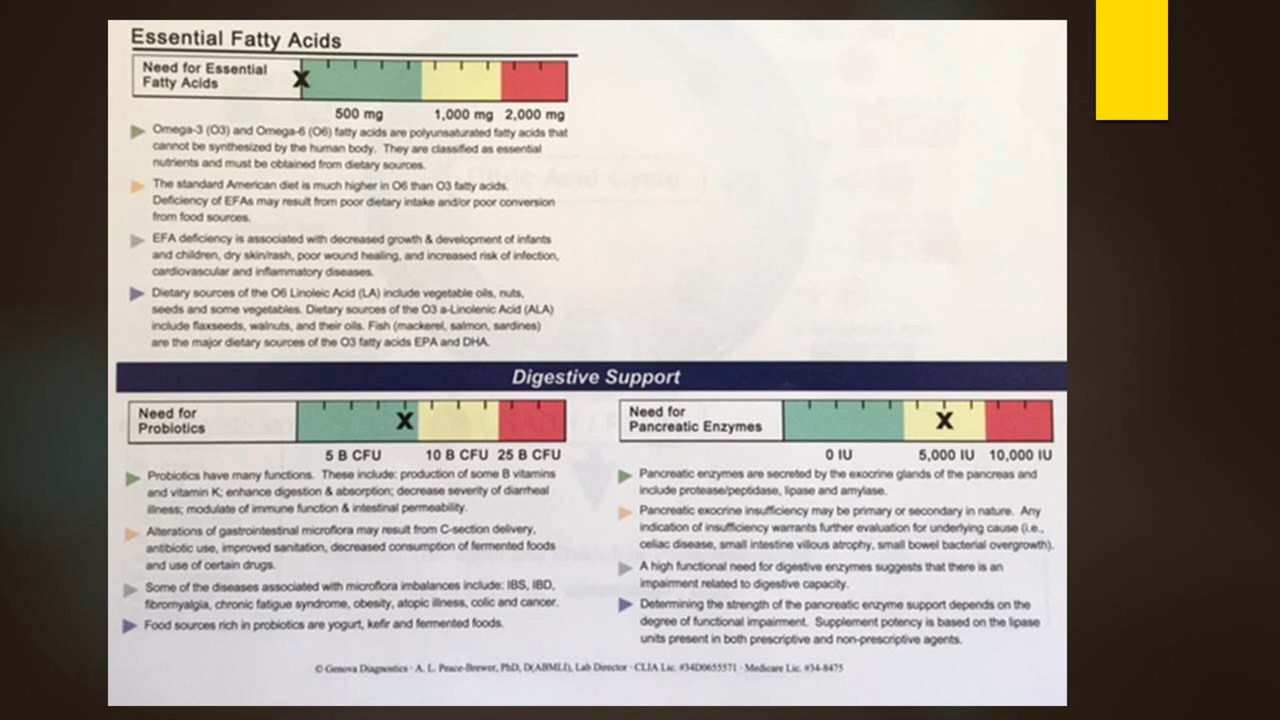 Essential Fatty Acids
Need for Essential
Fatty Acids
X
500 mg 1,000 mg 2,000 mg
Omega-3 (O3) and Omega-6 (O6) fatty acids are polyunsaturated fatty acids that
cannot be synthesized by the human body. They are classified as essential
nutrients and must be obtained from dietary sources.
The standard American diet is much higher in O6 than O3 fatty acids.
Deficiency of EFAs may result from poor dietary intake and/or poor conversion
from food sources.
EFA deficiency is associated with decreased growth & development of infants
and children, dry skin/rash, poor wound healing, and increased risk of infection,
cardiovascular and inflammatory diseases.
Dietary sources of the O6 Linoleic Acid (LA) include vegetable oils, nuts,
seeds and some vegetables. Dietary sources of the O3 a-Linolenic Acid (ALA)
include flaxseeds, walnuts, and their oils. Fish (mackerel, salmon, sardines)
are the major dietary sources of the O3 fatty acids EPA and DHA.
Digestive Support
Need for
Probiotics
X
5 B CFU 10 B CFU 25 B CFU
Probiotics have many functions. These include: production of some B vitamins
and vitamin K; enhance digestion & absorption; decrease severity of diarrheal
illness; modulate of immune function & intestinal permeability.
Alterations of gastrointestinal microflora may result from C-section delivery,
antibiotic use, improved sanitation, decreased consumption of fermented foods
and use of certain drugs.
Some of the diseases associated with microflora imbalances include: IBS, IBD,
fibromyalgia, chronic fatigue syndrome, obesity, atopic illness, colic and cancer.
Food sources rich in probiotics are yogurt, kefir and fermented foods.
Need for
Pancreatic Enzymes
X
0 IU 5,000 IU 10,000 IU
Pancreatic enzymes are secreted by the exocrine glands of the pancreas and
include protease/peptidase, lipase and amylase.
Pancreatic exocrine insufficiency may be primary or secondary in nature. Any
indication of insufficiency warrants further evaluation for underlying cause (i.e.,
celiac disease, small intestine villous atrophy, small bowel bacterial overgrowth).
A high functional need for digestive enzymes suggests that there is an
impairment related to digestive capacity.
Determining the strength of the pancreatic enzyme support depends on the
degree of functional impairment. Supplement potency is based on the lipase
units present in both prescriptive and non-prescriptive agents.
© Genova Diagnostics · A. L. Peace-Brewer, PhD, D(ABMLI), Lab Director · CLIA Lic. #34D0655571 · Medicare Lic. #34-8475